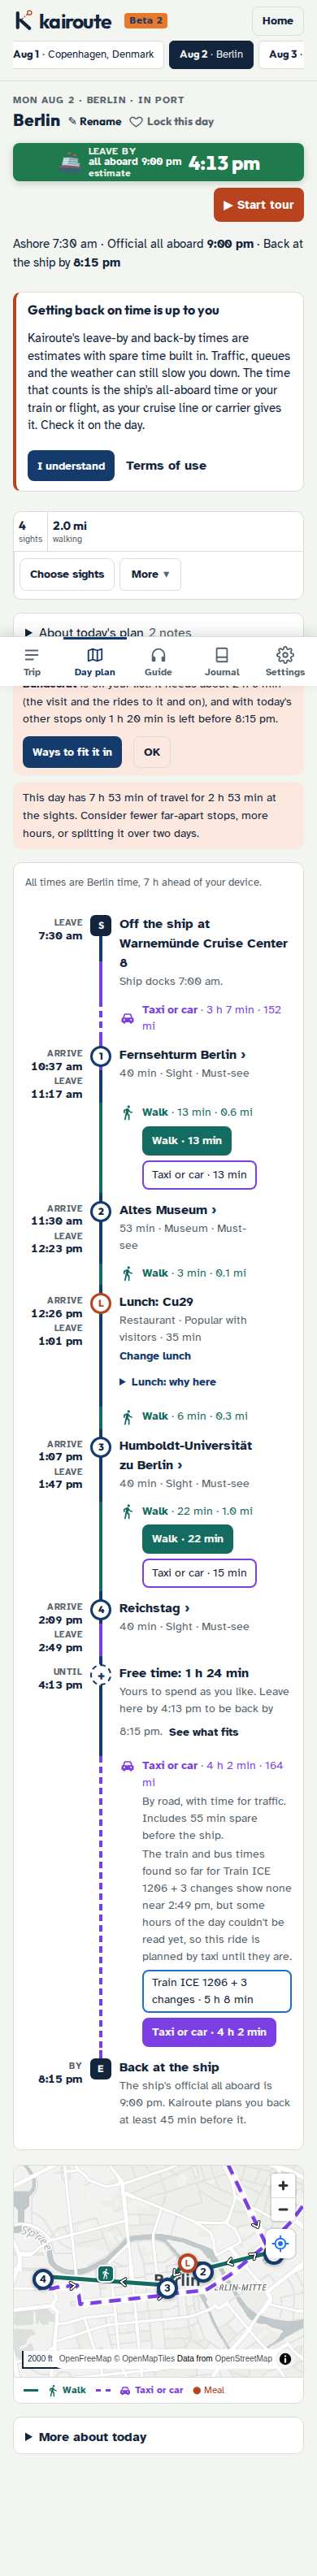 kairoute
Beta 2
Home
Aug 1 · Copenhagen, Denmark
Aug 2 · Berlin
Aug 3 ·
MON AUG 2 · BERLIN · IN PORT
Berlin
✎ Rename
Lock this day
LEAVE BY
all aboard 9:00 pm
estimate
4:13 pm
▶ Start tour
Ashore 7:30 am · Official all aboard 9:00 pm · Back at
the ship by 8:15 pm
Getting back on time is up to you
Kairoute's leave-by and back-by times are
estimates with spare time built in. Traffic, queues
and the weather can still slow you down. The time
that counts is the ship's all-aboard time or your
train or flight, as your cruise line or carrier gives
it. Check it on the day.
I understand
Terms of use
4
sights
2.0 mi
walking
Choose sights
More ▼
▶ About today's plan 2 notes
Trip
Day plan
Guide
Journal
Settings
(the visit and the rides to it and on), and with today's
other stops only 1 h 20 min is left before 8:15 pm.
Ways to fit it in
OK
This day has 7 h 53 min of travel for 2 h 53 min at
the sights. Consider fewer far-apart stops, more
hours, or splitting it over two days.
All times are Berlin time, 7 h ahead of your device.
LEAVE
7:30 am
S
Off the ship at
Warnemünde Cruise Center
8
Ship docks 7:00 am.
Taxi or car · 3 h 7 min · 152
mi
ARRIVE
10:37 am
LEAVE
11:17 am
1
Fernsehturm Berlin ›
40 min · Sight · Must-see
Walk · 13 min · 0.6 mi
Walk · 13 min
Taxi or car · 13 min
ARRIVE
11:30 am
LEAVE
12:23 pm
2
Altes Museum ›
53 min · Museum · Must-
see
Walk · 3 min · 0.1 mi
ARRIVE
12:26 pm
LEAVE
1:01 pm
L
Lunch: Cu29
Restaurant · Popular with
visitors · 35 min
Change lunch
▶ Lunch: why here
Walk · 6 min · 0.3 mi
ARRIVE
1:07 pm
LEAVE
1:47 pm
3
Humboldt-Universität
zu Berlin ›
40 min · Sight · Must-see
Walk · 22 min · 1.0 mi
Walk · 22 min
Taxi or car · 15 min
ARRIVE
2:09 pm
LEAVE
2:49 pm
4
Reichstag ›
40 min · Sight · Must-see
UNTIL
4:13 pm
+
Free time: 1 h 24 min
Yours to spend as you like. Leave
here by 4:13 pm to be back by
8:15 pm. See what fits
Taxi or car · 4 h 2 min · 164
mi
By road, with time for traffic.
Includes 55 min spare
before the ship.
The train and bus times
found so far for Train ICE
1206 + 3 changes show none
near 2:49 pm, but some
hours of the day couldn't be
read yet, so this ride is
planned by taxi until they are.
Train ICE 1206 + 3
changes · 5 h 8 min
Taxi or car · 4 h 2 min
BY
8:15 pm
E
Back at the ship
The ship's official all aboard is
9:00 pm. Kairoute plans you back
at least 45 min before it.
+
−
4
L
2
3
Berlin
2000 ft
OpenFreeMap © OpenMapTiles Data from OpenStreetMap
Walk
Taxi or car
Meal
▶ More about today